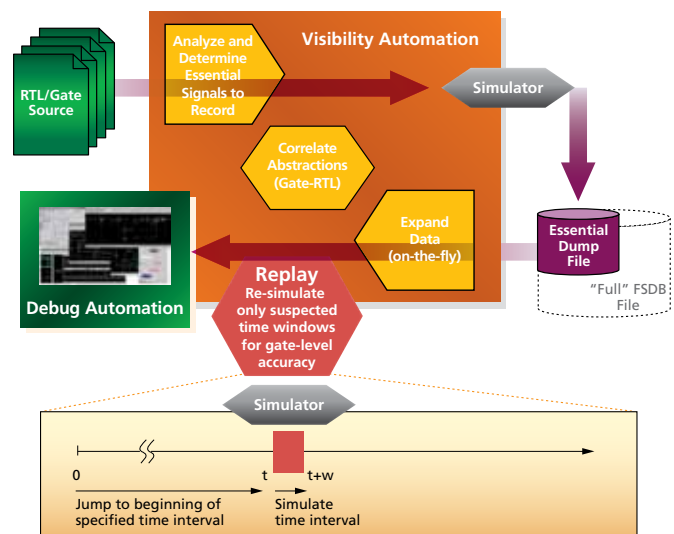 Analyze and
Determine
Essential
Signals to
Record
Visibility Automation
RTL/Gate
Source
Simulator
Correlate
Abstractions
(Gate-RTL)
Expand
Data
(on-the-fly)
Essential
Dump
File
“Full” FSDB
File
Debug Automation
Replay
Re-simulate
only suspected
time windows
for gate-level
accuracy
Simulator
0
t
t+w
Jump to beginning of
specified time interval
Simulate
time interval